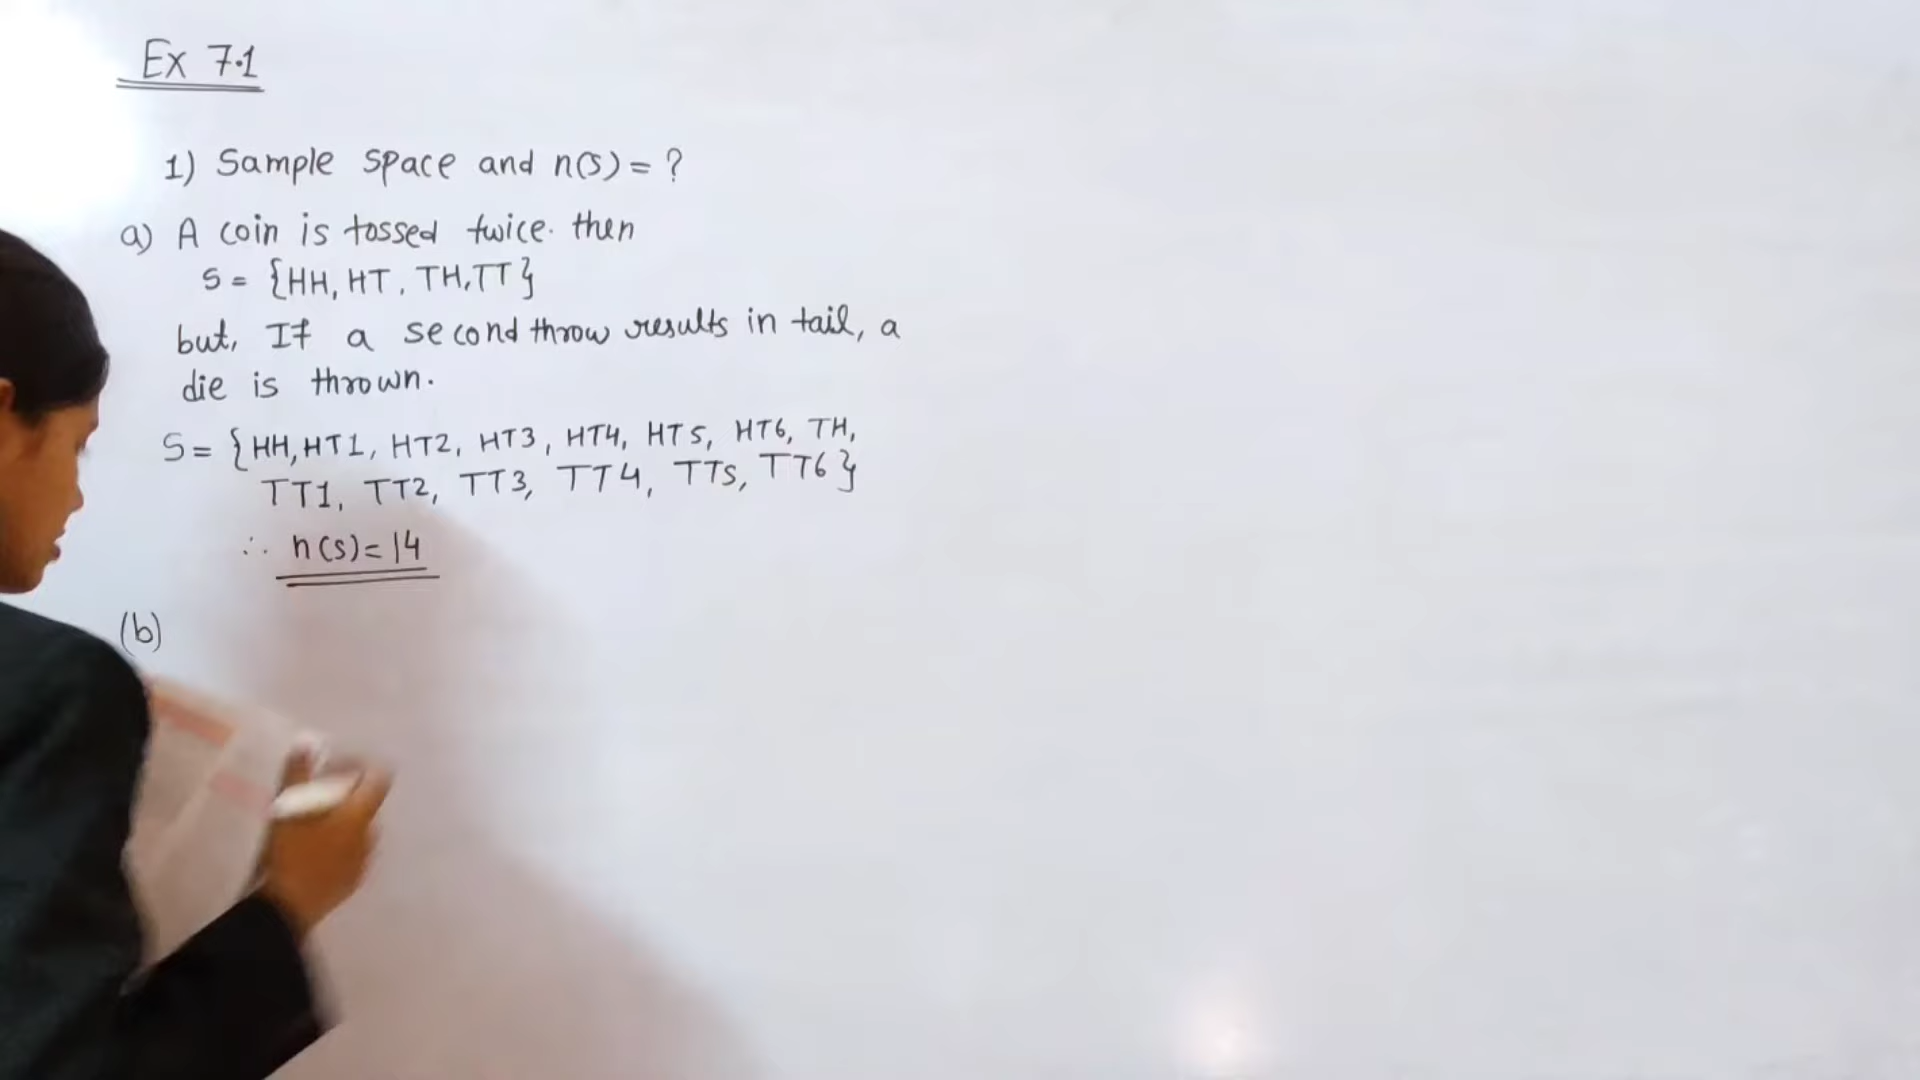 Ex 7.1
1) Sample space and n(s) = ?
a) A coin is tossed twice. then
S = {HH, HT, TH, TT}
but, If a second throw results in tail, a
die is thrown.
S = {HH, HT1, HT2, HT3, HT4, HT5, HT6, TH,
TT1, TT2, TT3, TT4, TT5, TT6}
∴ n(s) = 14
(b)